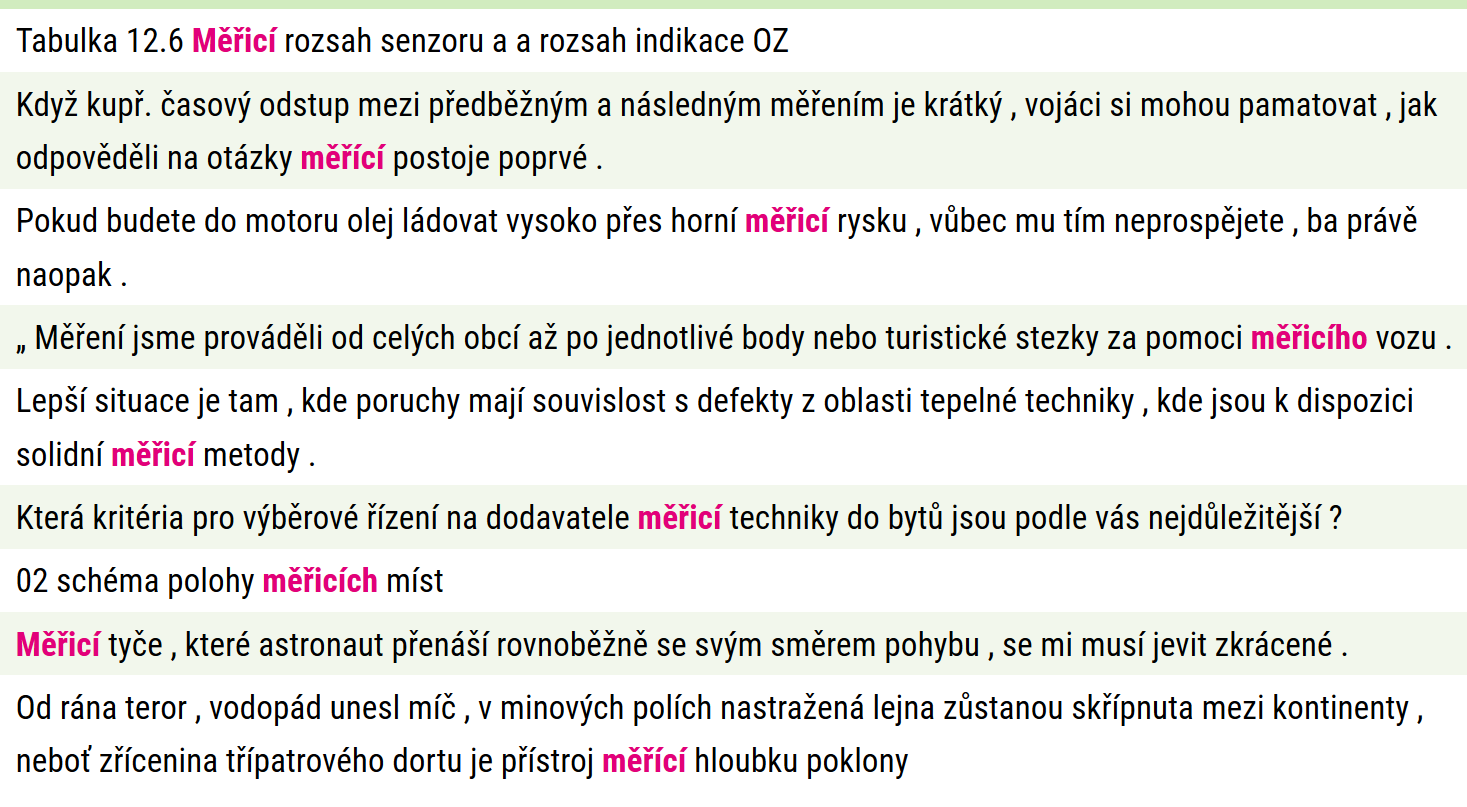 Tabulka 12.6 Měřicí rozsah senzoru a a rozsah indikace OZ
Když kupř. časový odstup mezi předběžným a následným měřením je krátký , vojáci si mohou pamatovat , jak
odpověděli na otázky měřící postoje poprvé .
Pokud budete do motoru olej ládovat vysoko přes horní měřicí rysku , vůbec mu tím neprospějete , ba právě
naopak .
„ Měření jsme prováděli od celých obcí až po jednotlivé body nebo turistické stezky za pomoci měřicího vozu .
Lepší situace je tam , kde poruchy mají souvislost s defekty z oblasti tepelné techniky , kde jsou k dispozici
solidní měřicí metody .
Která kritéria pro výběrové řízení na dodavatele měřicí techniky do bytů jsou podle vás nejdůležitější ?
02 schéma polohy měřicích míst
Měřicí tyče , které astronaut přenáší rovnoběžně se svým směrem pohybu , se mi musí jevit zkrácené .
Od rána teror , vodopád unesl míč , v minových polích nastražená lejna zůstanou skřípnuta mezi kontinenty ,
neboť zřícenina třípatrového dortu je přístroj měřící hloubku poklony